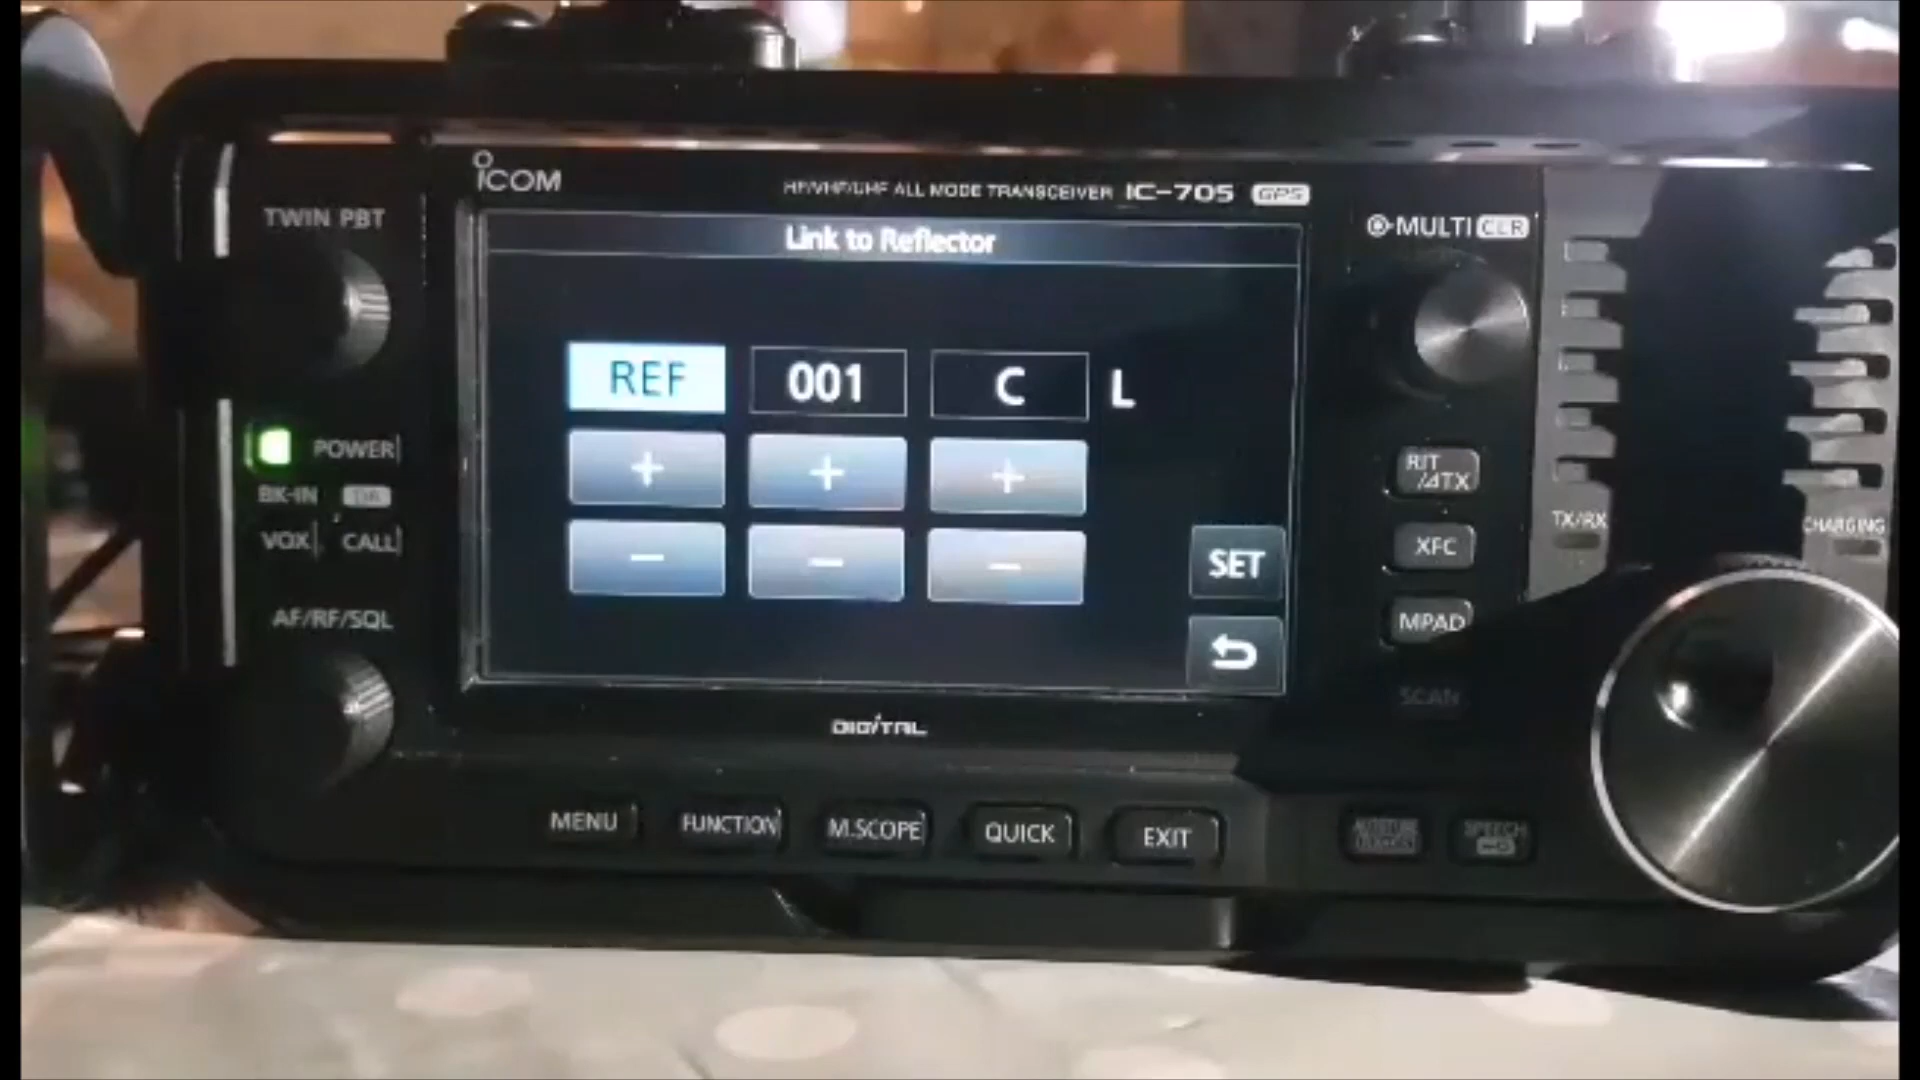 ICOM
HF/VHF/UHF ALL MODE TRANSCEIVER IC-705 GPS
TWIN PBT
MULTI CLR
Link to Reflector
REF 001 C L
+ + +
- - -
SET
POWER
BK-IN
VOX CALL
AF/RF/SQL
RIT
/ΔTX
XFC
MPAD
SCAN
TX/RX
CHARGING
DIGITAL
MENU FUNCTION M.SCOPE QUICK EXIT
SPEECH